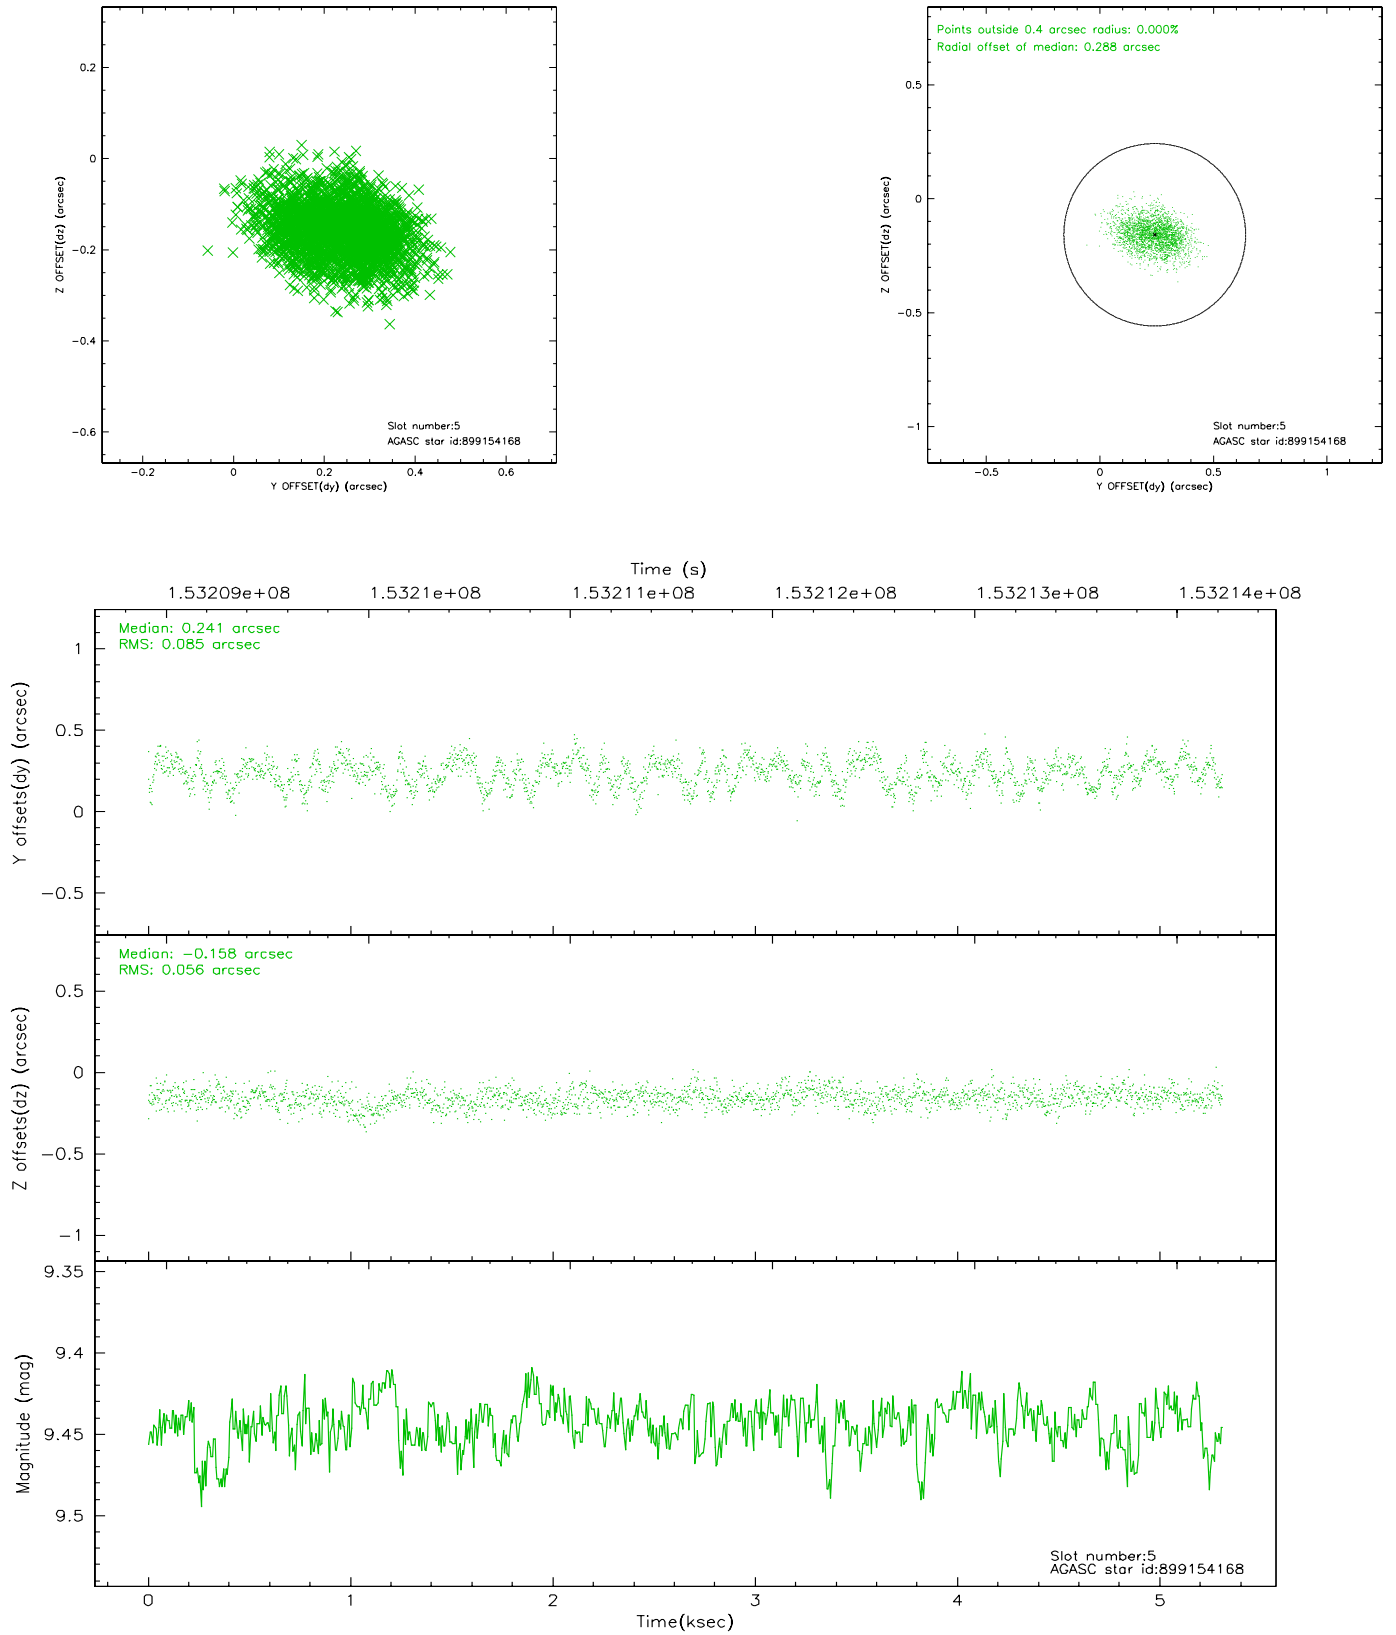 0.2
0
−0.2
−0.4
−0.6
Z OFFSET(dz) (arcsec)
Slot number:5
AGASC star id:899154168
−0.2 0 0.2 0.4 0.6
Y OFFSET(dy) (arcsec)
Points outside 0.4 arcsec radius: 0.000%
Radial offset of median: 0.288 arcsec
0.5
0
−0.5
−1
Z OFFSET(dz) (arcsec)
Slot number:5
AGASC star id:899154168
−0.5 0 0.5 1
Y OFFSET(dy) (arcsec)
Time (s)
1.53209e+08 1.5321e+08 1.53211e+08 1.53212e+08 1.53213e+08 1.53214e+08
Median: 0.241 arcsec
RMS: 0.085 arcsec
1
0.5
0
−0.5
Y offsets(dy) (arcsec)
Median: −0.158 arcsec
RMS: 0.056 arcsec
0.5
0
−0.5
−1
Z offsets(dz) (arcsec)
9.35
9.4
9.45
9.5
Magnitude (mag)
Slot number:5
AGASC star id:899154168
0 1 2 3 4 5
Time(ksec)